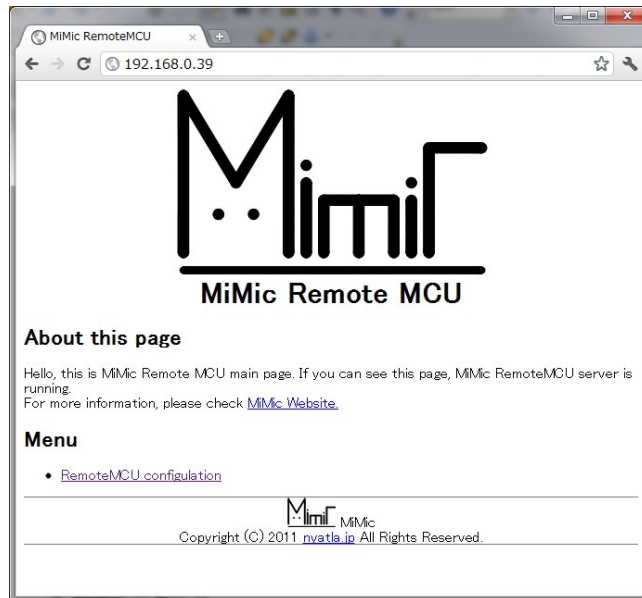 MiMic RemoteMCU
192.168.0.39
MiMic
MiMic Remote MCU
About this page
Hello, this is MiMic Remote MCU main page. If you can see this page, MiMic RemoteMCU server is
running.
For more information, please check MiMic Website.
Menu
RemoteMCU configulation
MiMic MiMic
Copyright (C) 2011 nyatla.jp All Rights Reserved.